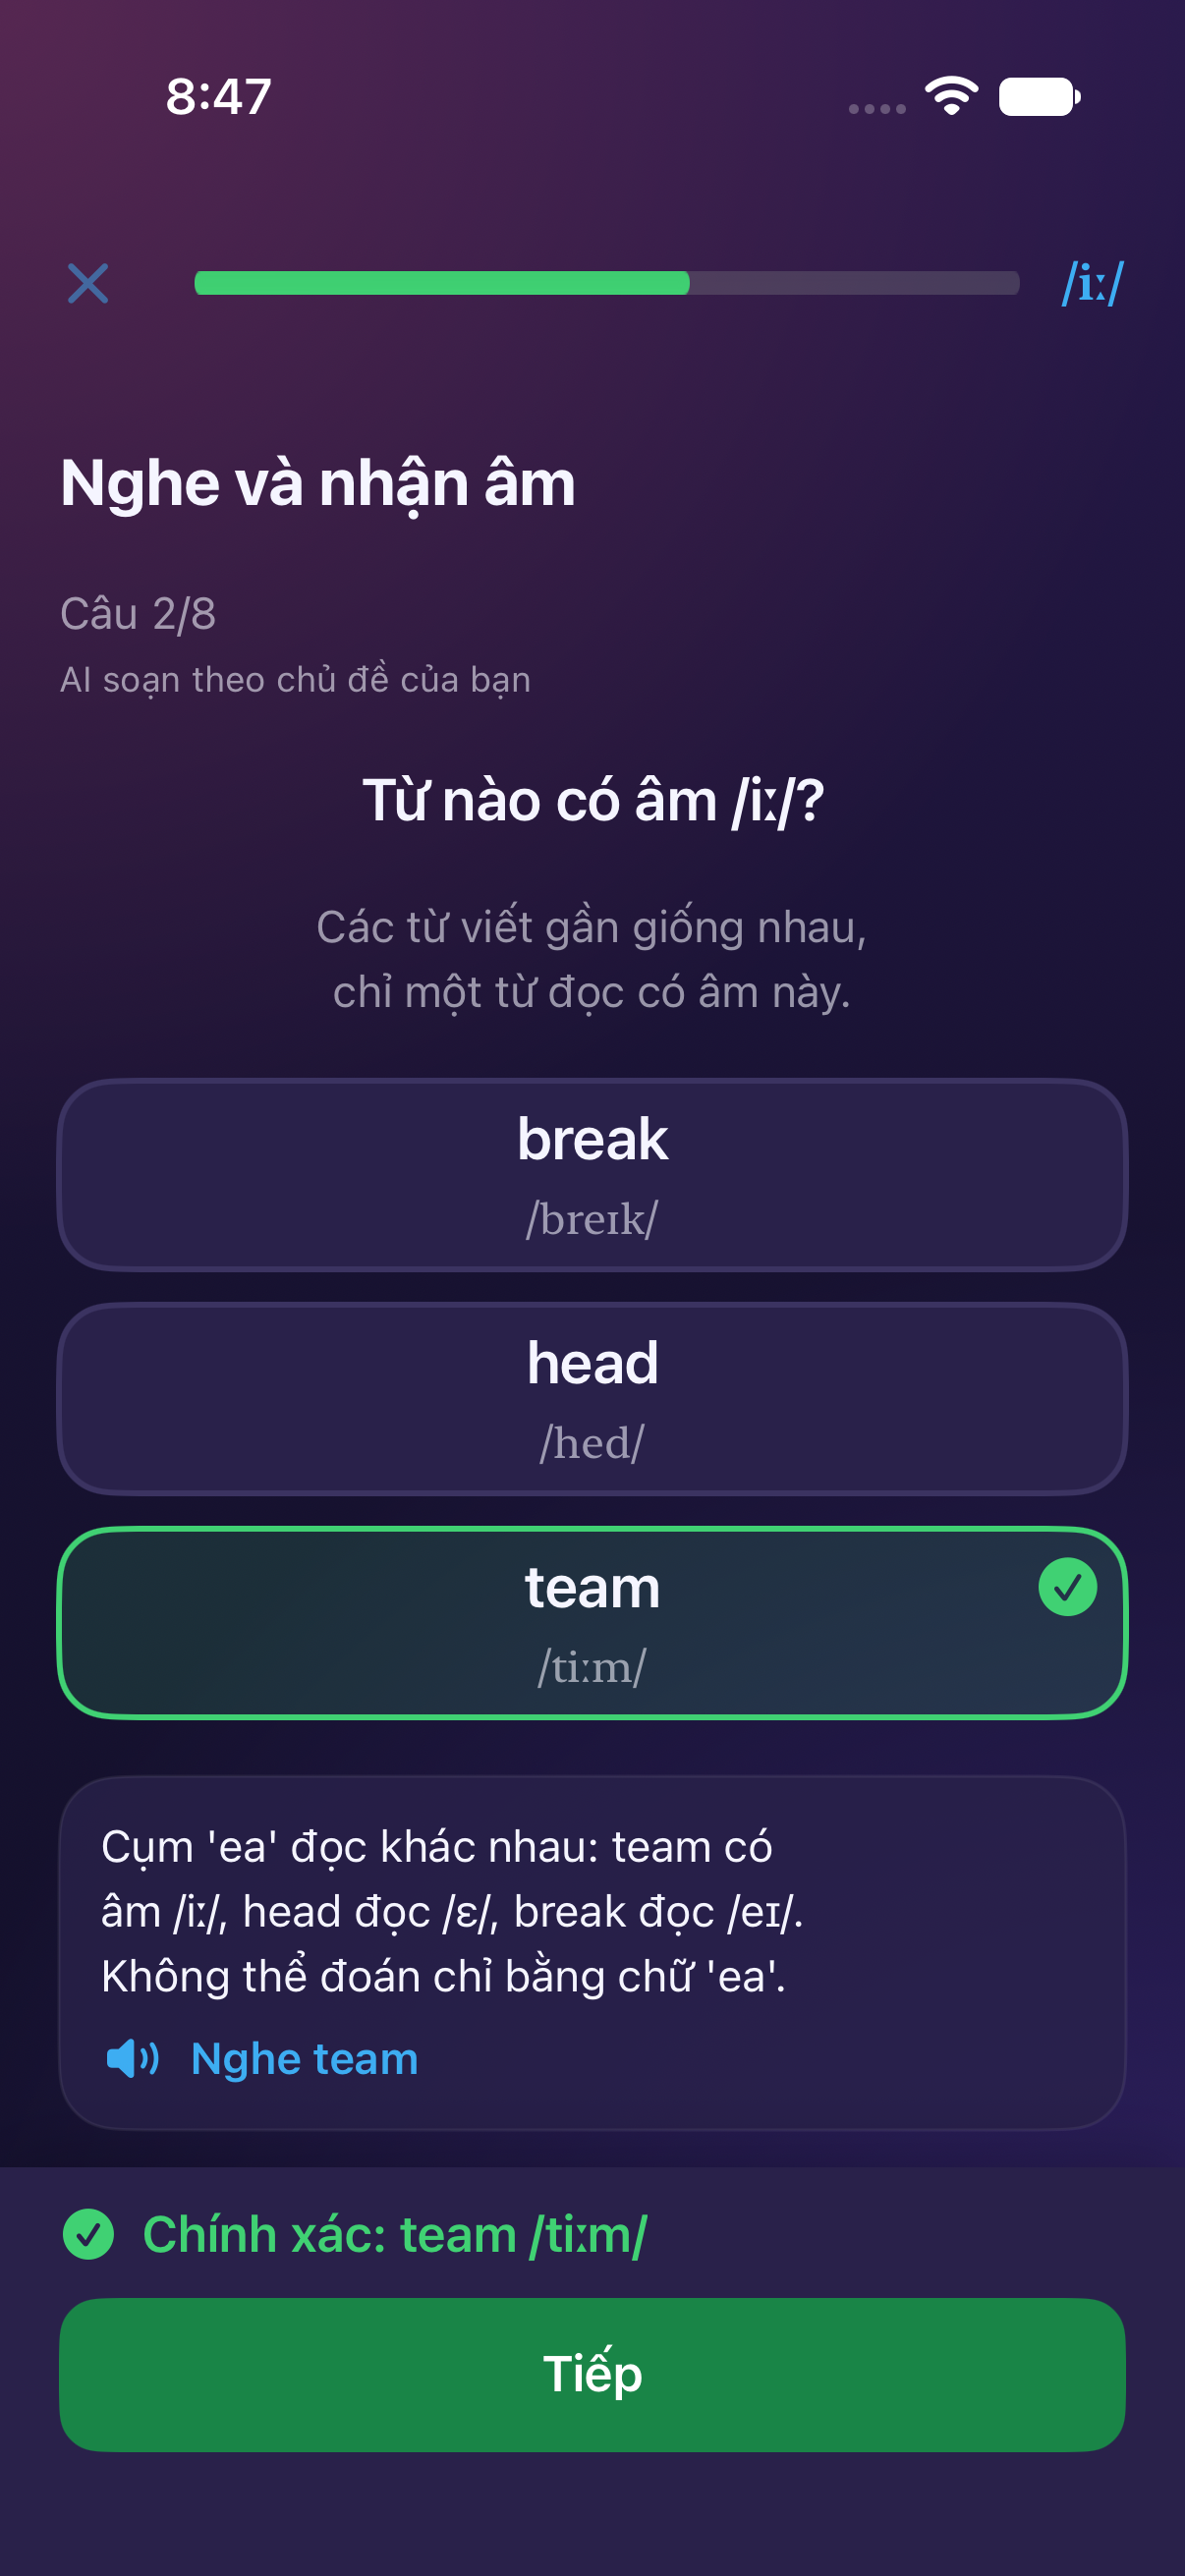 8:47
/iː/
Nghe và nhận âm
Câu 2/8
AI soạn theo chủ đề của bạn
Từ nào có âm /iː/?
Các từ viết gần giống nhau,
chỉ một từ đọc có âm này.
break
/breɪk/
head
/hed/
team
/tiːm/
Cụm 'ea' đọc khác nhau: team có
âm /iː/, head đọc /ɛ/, break đọc /eɪ/.
Không thể đoán chỉ bằng chữ 'ea'.
Nghe team
Chính xác: team /tiːm/
Tiếp